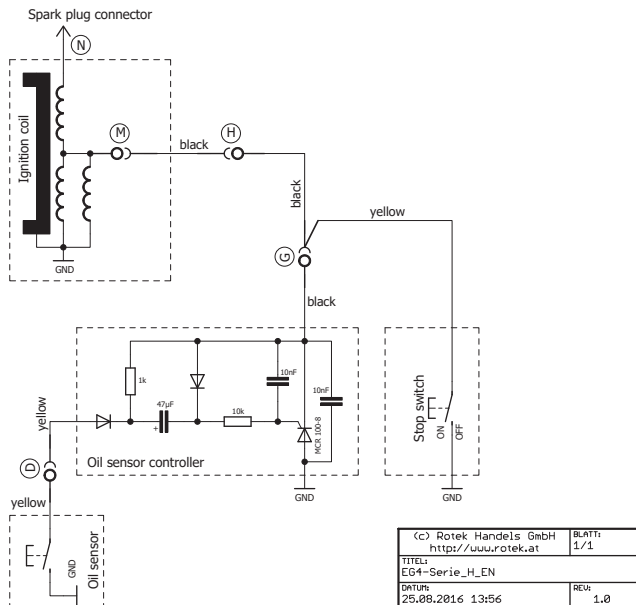 Spark plug connector
N
Ignition coil
M
H
black
black
yellow
GND
G
black
1k
47µF
+
10k
10nF
10nF
MCR 100-8
yellow
D
Oil sensor controller
GND
Stop switch
ON
OFF
GND
yellow
GND
Oil sensor
(c) Rotek Handels GmbH
http://www.rotek.at
BLATT:
1/1
TITEL:
EG4-Serie_H_EN
DATUM:
25.08.2016 13:56
REV:
1.0